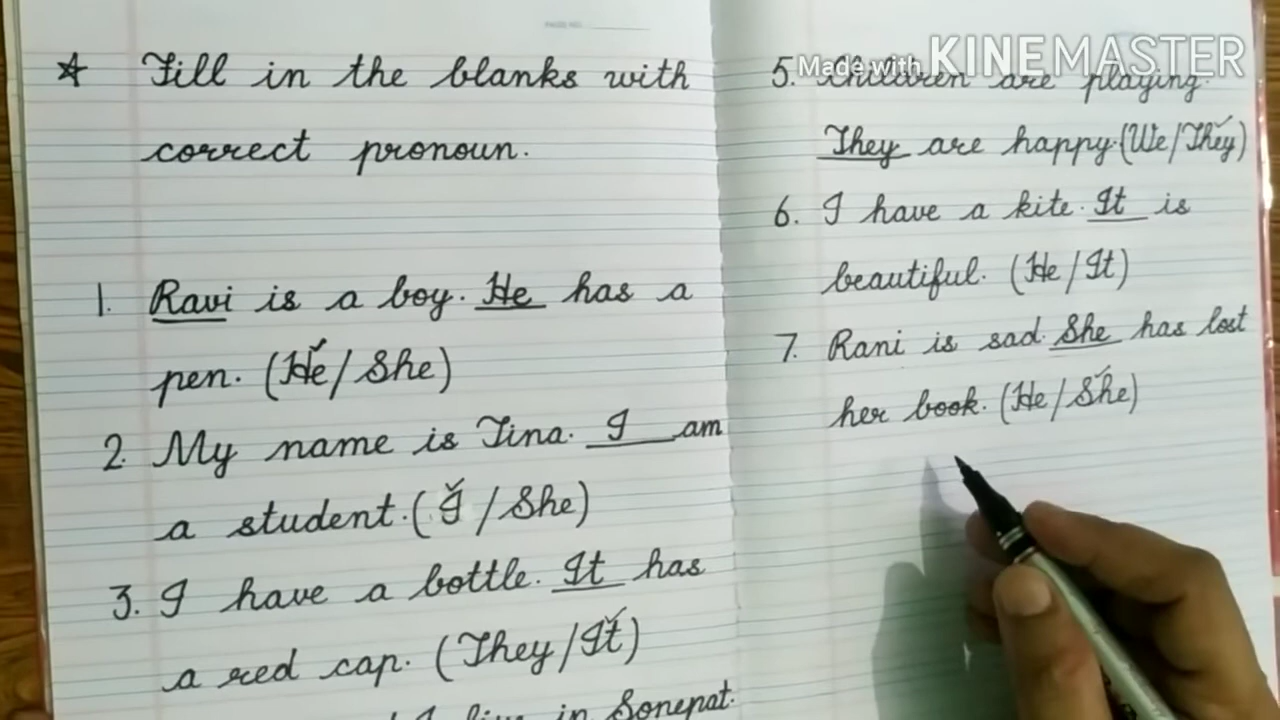 ☆ Fill in the blanks with
correct pronoun.
1. Ravi is a boy. He has a
pen. (He/She)
2. My name is Tina. I am
a student. (I/She)
3. I have a bottle. It has
a red cap. (They/It)
I live in Sonepat.
Made with KINEMASTER
5. Children are playing.
They are happy. (We/They)
6. I have a kite. It is
beautiful. (He/It)
7. Rani is sad. She has lost
her book. (He/She)